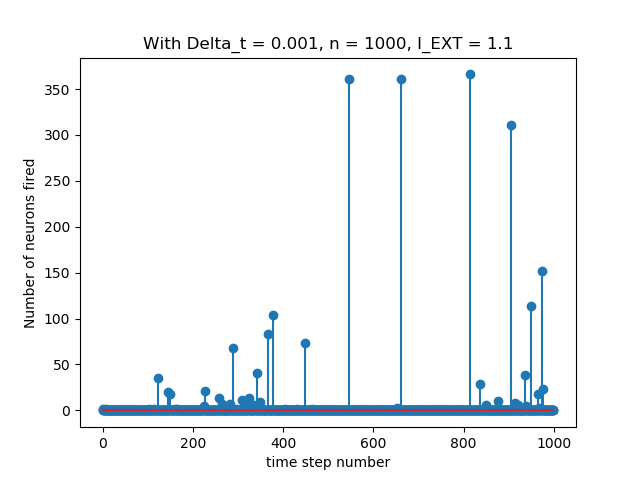 With Delta_t = 0.001, n = 1000, I_EXT = 1.1
350
300
250
200
150
100
50
0
Number of neurons fired
0 200 400 600 800 1000
time step number